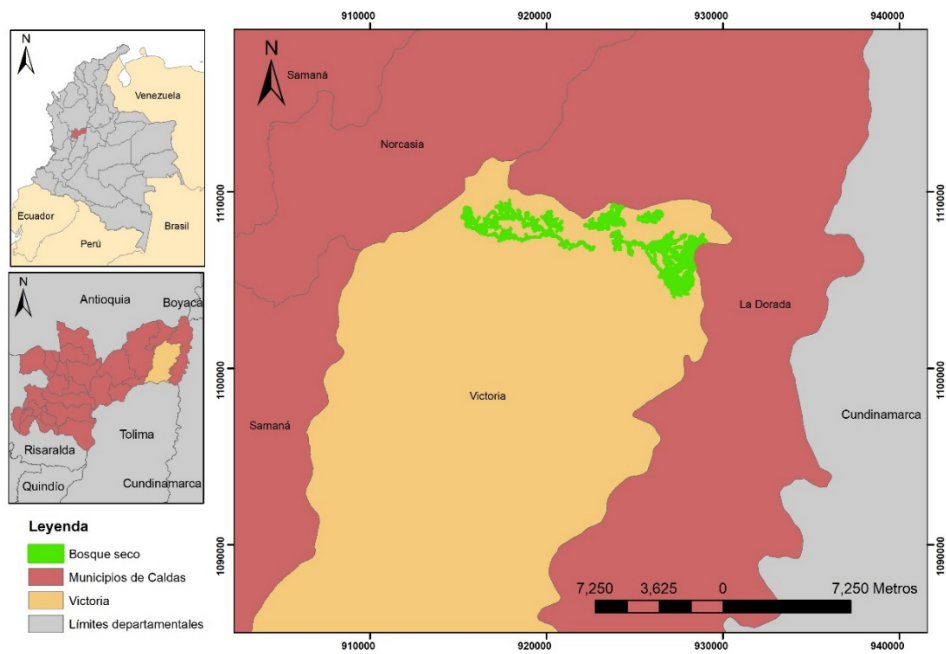 N
Venezuela
Ecuador
Perú
Brasil
N
Antioquia
Boyacá
Tolima
Risaralda
Quindío
Cundinamarca
Leyenda
Bosque seco
Municipios de Caldas
Victoria
Límites departamentales
910000
920000
930000
940000
N
Samaná
Norcasia
1110000
1110000
La Dorada
1100000
1100000
Victoria
Cundinamarca
Samaná
1090000
1090000
7,250 3,625 0 7,250 Metros
910000
920000
930000
940000